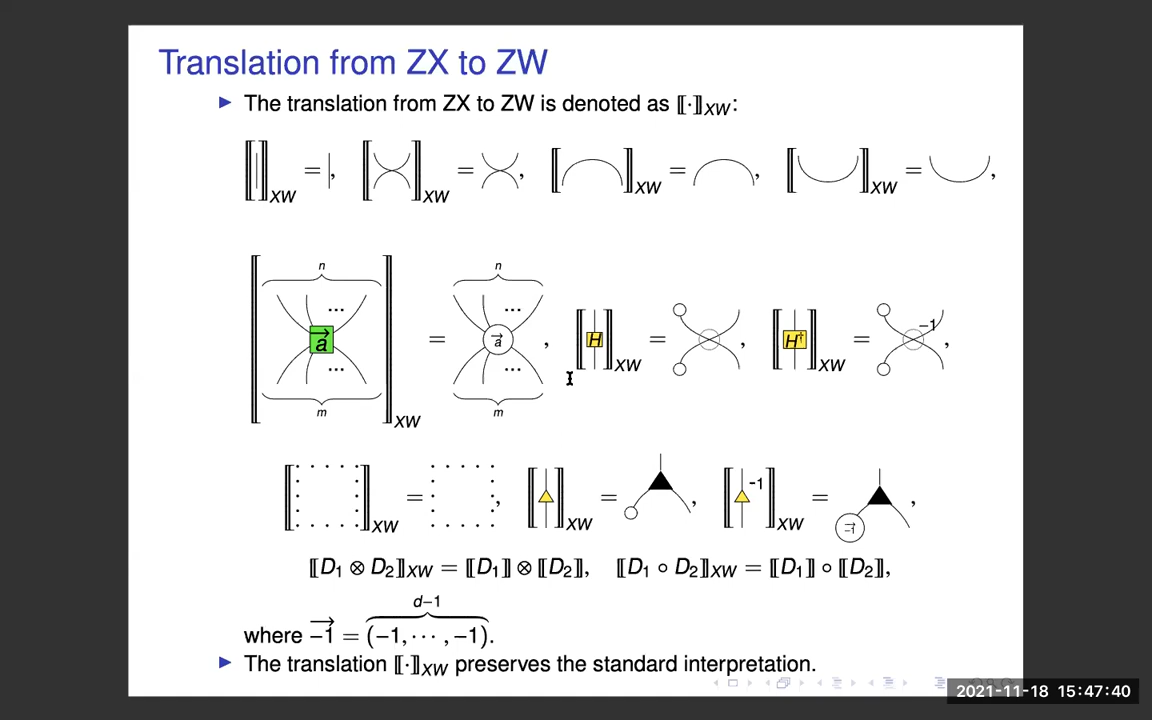 Translation from ZX to ZW
▶ The translation from ZX to ZW is denoted as ⟦·⟧XW:
⟦|⟧XW = |, ⟦ ⟧XW = , ⟦ ⟧XW = , ⟦ ⟧XW = ,
n n
... ...
⟦a⃗⟧XW = a⃗ , ⟦H⟧XW = , ⟦H†⟧XW = −1 ,
... ...
m m
⟦ ⟧XW = , ⟦ ⟧XW = , ⟦ -1⟧XW = −1⃗ ,
⟦D1 ⊗ D2⟧XW = ⟦D1⟧ ⊗ ⟦D2⟧, ⟦D1 ∘ D2⟧XW = ⟦D1⟧ ∘ ⟦D2⟧,
d−1
where −1⃗ = (−1, ··· , −1).
▶ The translation ⟦·⟧XW preserves the standard interpretation.
2021-11-18 15:47:40